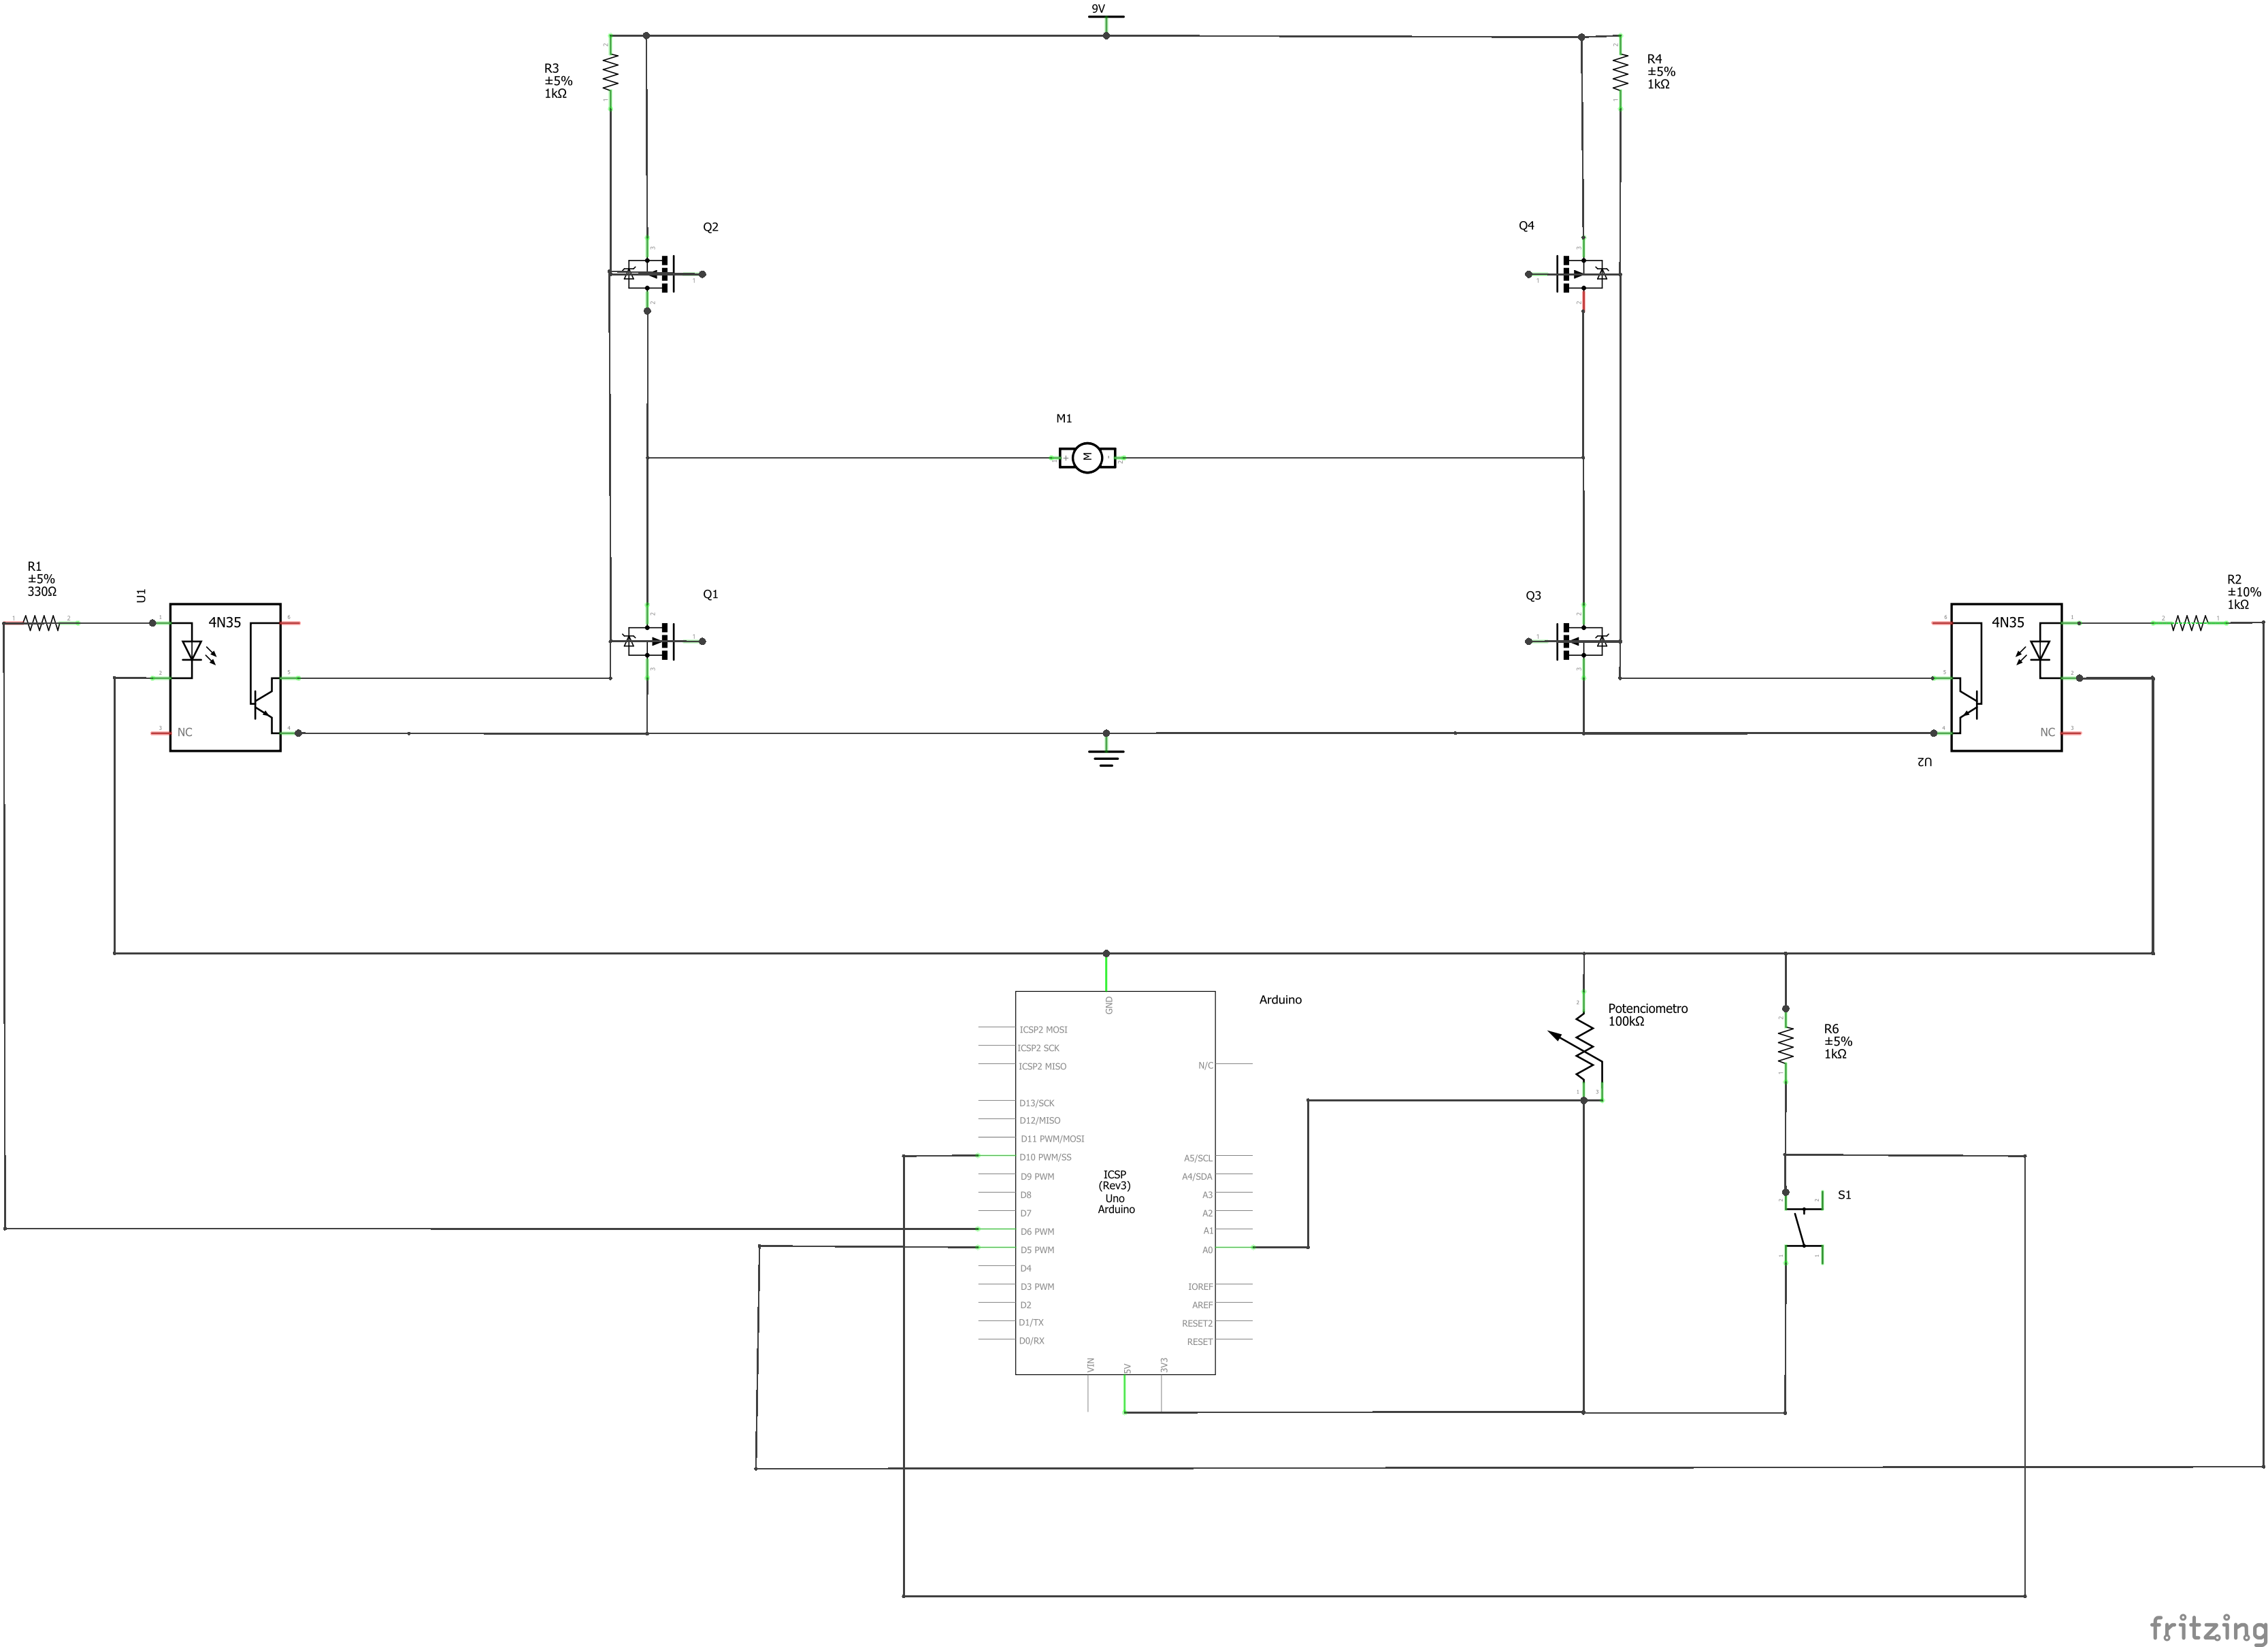 9V
R3
±5%
1kΩ
R4
±5%
1kΩ
Q2
Q4
M1
M
+
-
R1
±5%
330Ω
U1
4N35
NC
Q1
Q3
4N35
NC
U2
R2
±10%
1kΩ
Arduino
GND
ICSP2 MOSI
ICSP2 SCK
ICSP2 MISO
D13/SCK
D12/MISO
D11 PWM/MOSI
D10 PWM/SS
D9 PWM
D8
D7
D6 PWM
D5 PWM
D4
D3 PWM
D2
D1/TX
D0/RX
ICSP
(Rev3)
Uno
Arduino
N/C
A5/SCL
A4/SDA
A3
A2
A1
A0
IOREF
AREF
RESET2
RESET
VIN
5V
3V3
Potenciometro
100kΩ
R6
±5%
1kΩ
S1
fritzing